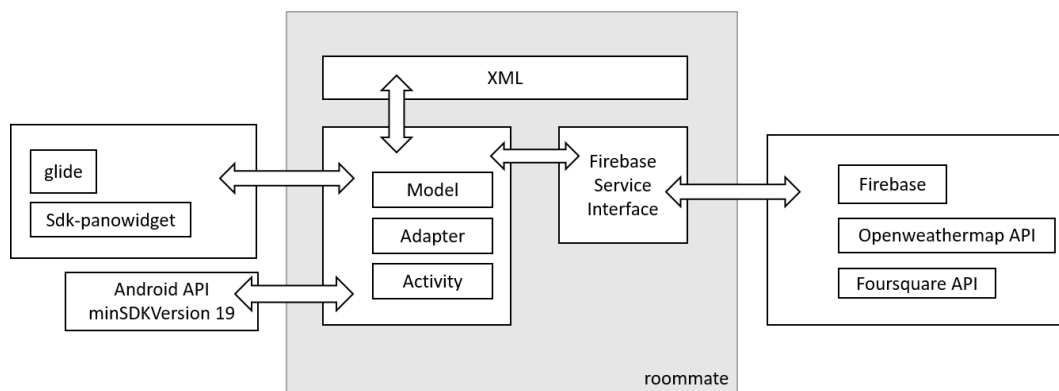 XML
glide
Sdk-panowidget
Android API
minSDKVersion 19
Model
Adapter
Activity
Firebase
Service
Interface
Firebase
Openweathermap API
Foursquare API
roommate